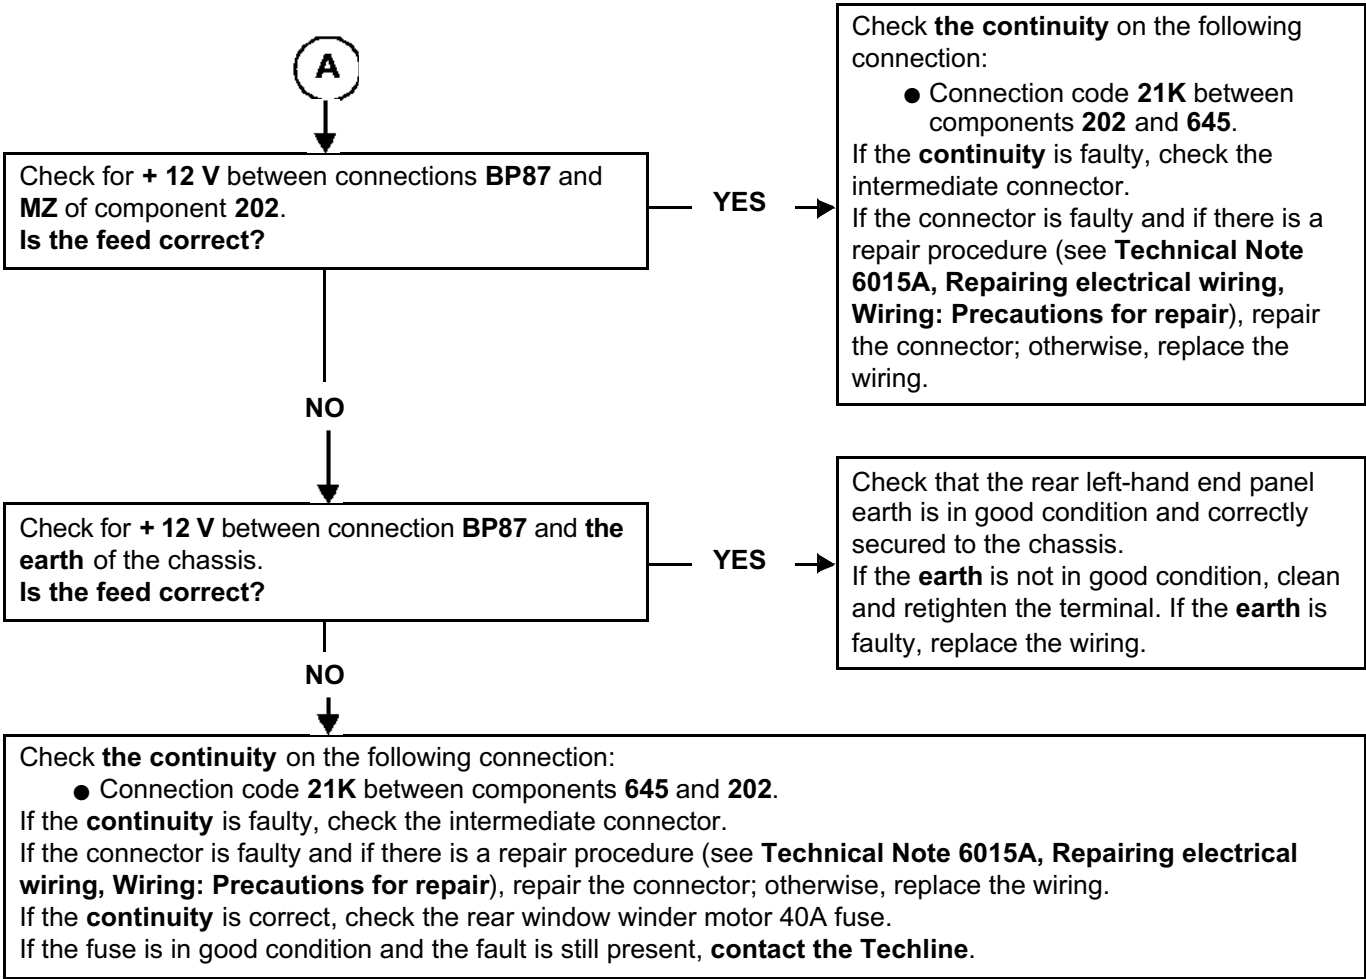 A
Check for + 12 V between connections BP87 and
MZ of component 202.
Is the feed correct?
YES
Check the continuity on the following
connection:
● Connection code 21K between
components 202 and 645.
If the continuity is faulty, check the
intermediate connector.
If the connector is faulty and if there is a
repair procedure (see Technical Note
6015A, Repairing electrical wiring,
Wiring: Precautions for repair), repair
the connector; otherwise, replace the
wiring.
NO
Check for + 12 V between connection BP87 and the
earth of the chassis.
Is the feed correct?
YES
Check that the rear left-hand end panel
earth is in good condition and correctly
secured to the chassis.
If the earth is not in good condition, clean
and retighten the terminal. If the earth is
faulty, replace the wiring.
NO
Check the continuity on the following connection:
● Connection code 21K between components 645 and 202.
If the continuity is faulty, check the intermediate connector.
If the connector is faulty and if there is a repair procedure (see Technical Note 6015A, Repairing electrical
wiring, Wiring: Precautions for repair), repair the connector; otherwise, replace the wiring.
If the continuity is correct, check the rear window winder motor 40A fuse.
If the fuse is in good condition and the fault is still present, contact the Techline.